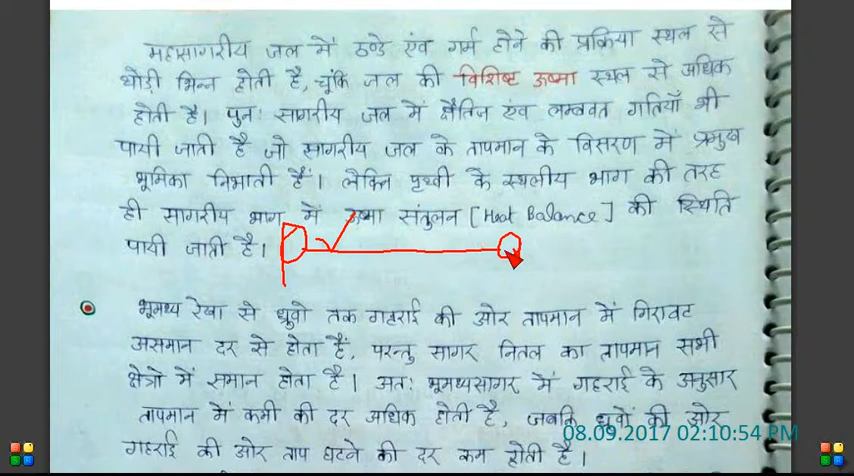 महासागरीय जल में ठण्डे एंव गर्म होने की प्रक्रिया स्थल से
थोड़ी भिन्न होती है, चूंकि जल की विशिष्ट ऊष्मा स्थल से अधिक
होती है। पुनः सागरीय जल में क्षैतिज एंव लम्बवत गतियाँ भी
पायी जाती है जो सागरीय जल के तापमान के विसरण में प्रमुख
भूमिका निभाती हैं। लेकिन पृथ्वी के स्थलीय भाग की तरह
ही सागरीय भाग में ऊष्मा संतुलन [Heat Balance] की स्थिति
पायी जाती है।
भूमध्य रेखा से ध्रुवो तक गहराई की ओर तापमान में गिरावट
असमान दर से होता हैं, परन्तु सागर नितल का तापमान सभी
क्षेत्रो में समान होता है। अतः भूमध्यसागर में गहराई के अनुसार
तापमान में कमी की दर अधिक होती है, जबकि ध्रुवों की ओर
08.09.2017 02:10:54 PM
गहराई की ओर ताप घटने की दर कम होती है।